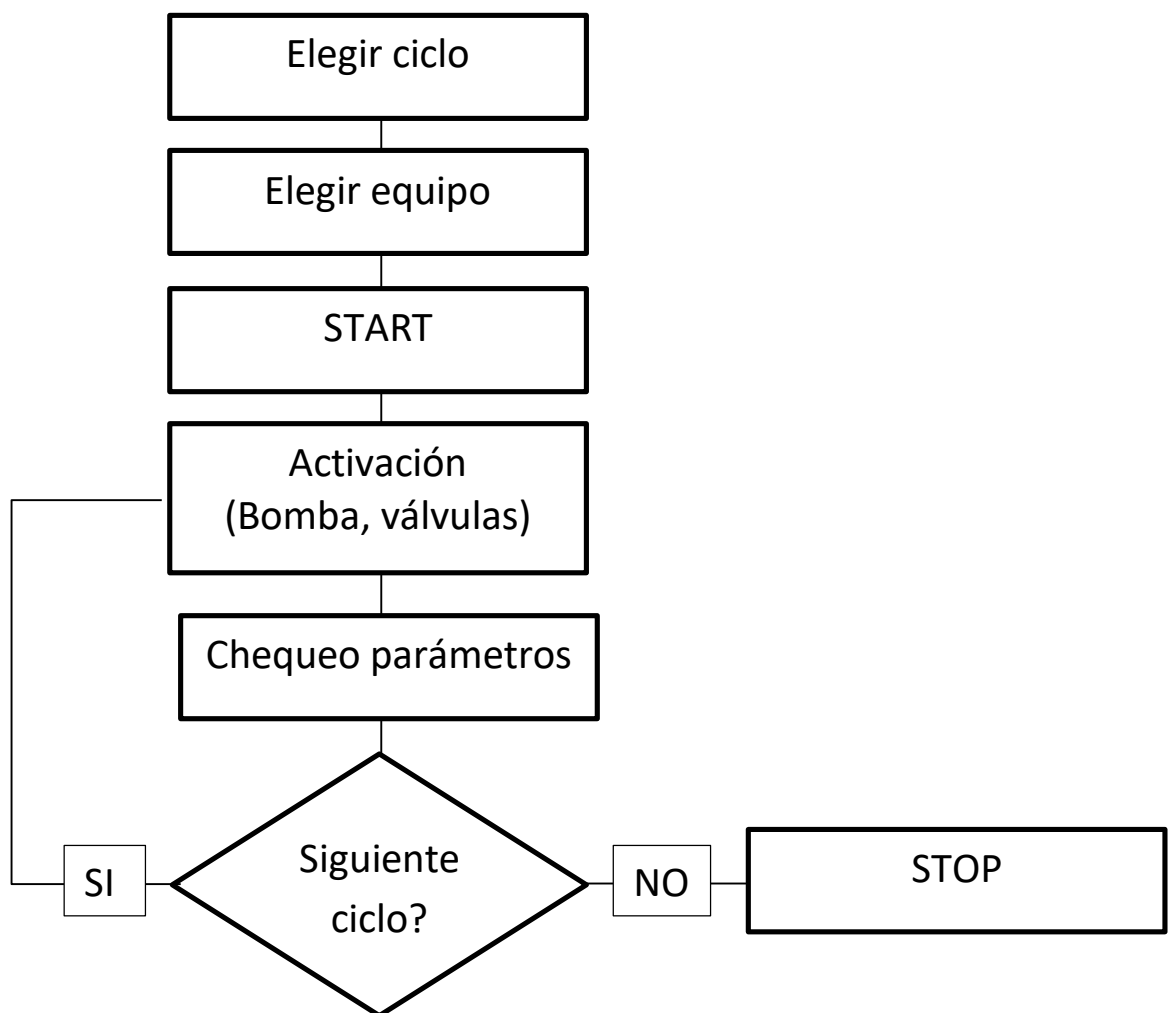 Elegir ciclo
Elegir equipo
START
Activación
(Bomba, válvulas)
Chequeo parámetros
Siguiente
ciclo?
SI
NO
STOP